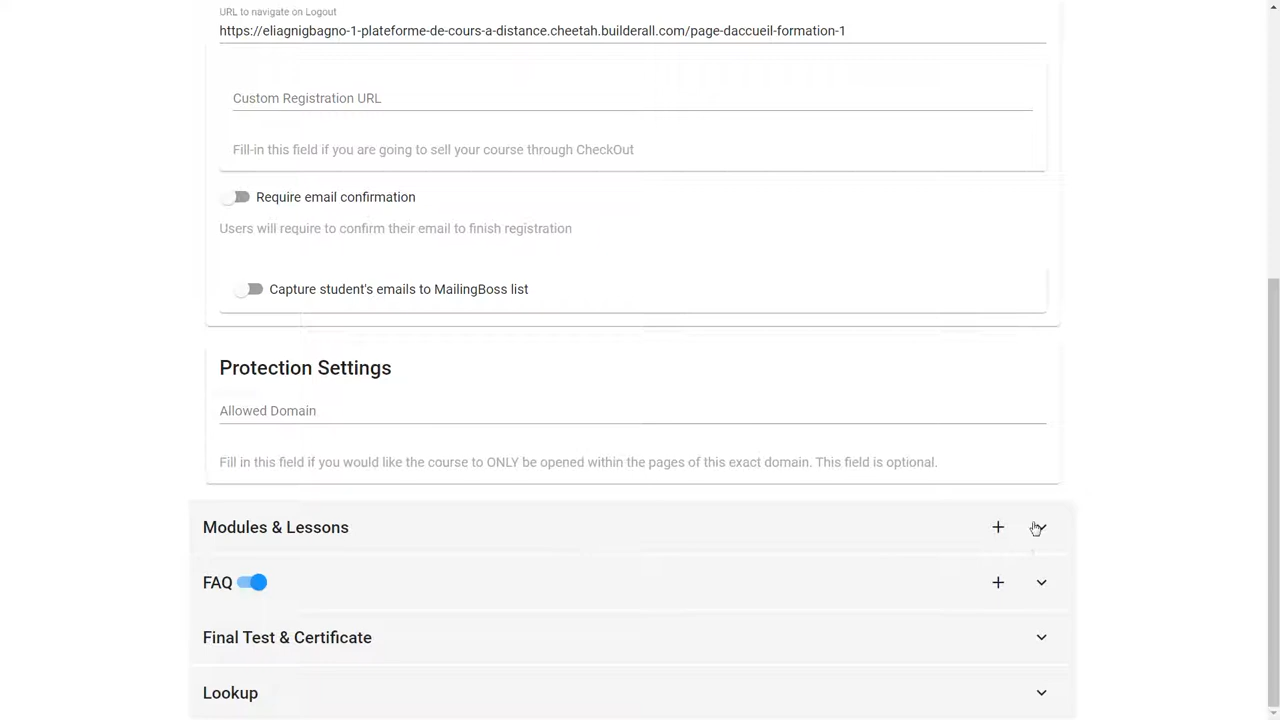 URL to navigate on Logout
https://eliagnigbagno-1-plateforme-de-cours-a-distance.cheetah.builderall.com/page-daccueil-formation-1
Custom Registration URL
Fill-in this field if you are going to sell your course through CheckOut
Require email confirmation
Users will require to confirm their email to finish registration
Capture student's emails to MailingBoss list
Protection Settings
Allowed Domain
Fill in this field if you would like the course to ONLY be opened within the pages of this exact domain. This field is optional.
Modules & Lessons
FAQ
Final Test & Certificate
Lookup